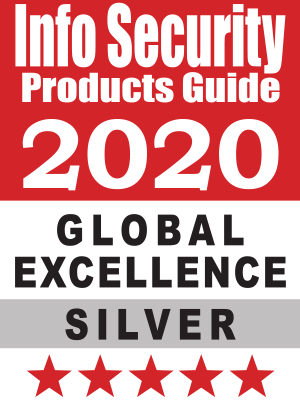 Info Security
Products Guide
2020
GLOBAL
EXCELLENCE
SILVER